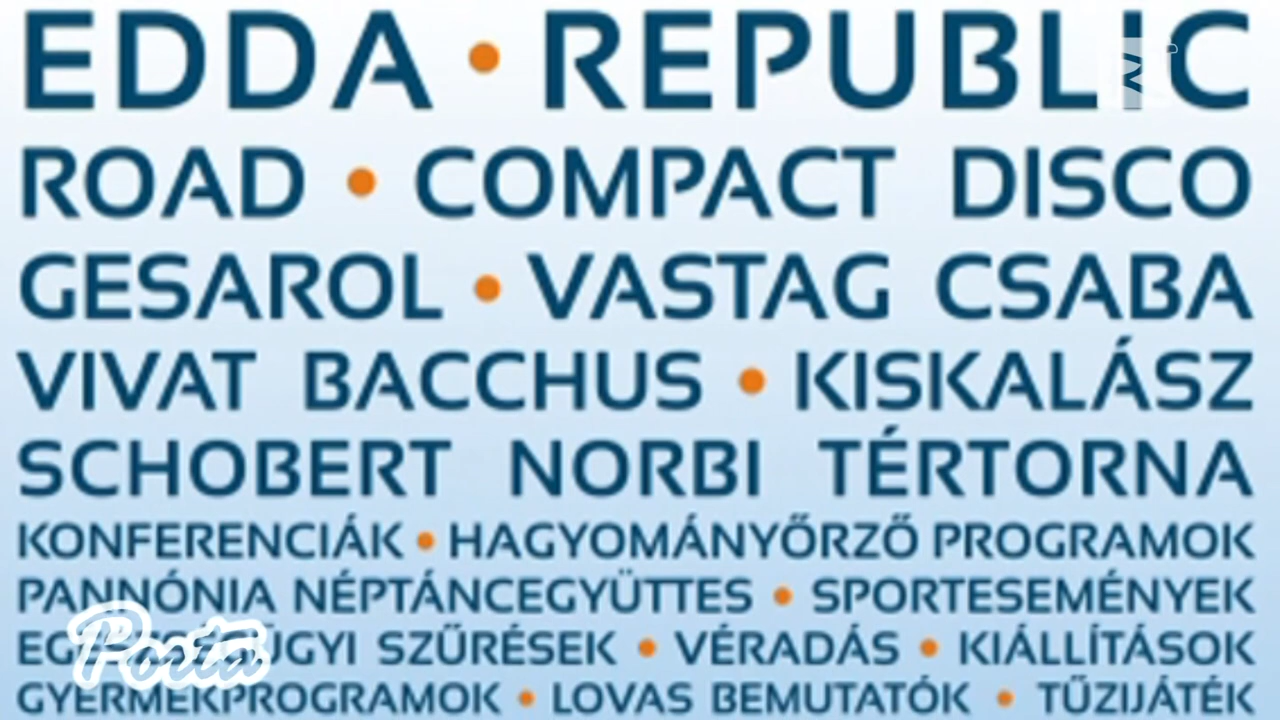 EDDA • REPUBLIC
ROAD • COMPACT DISCO
GESAROL • VASTAG CSABA
VIVAT BACCHUS • KISKALÁSZ
SCHOBERT NORBI TÉRTORNA
KONFERENCIÁK • HAGYOMÁNYŐRZŐ PROGRAMOK
PANNÓNIA NÉPTÁNCEGYÜTTES • SPORTESEMÉNYEK
SZŰRÉSEK • VÉRADÁS • KIÁLLÍTÁSOK
Porta
GYERMEKPROGRAMOK • LOVAS BEMUTATÓK • TŰZIJÁTÉK